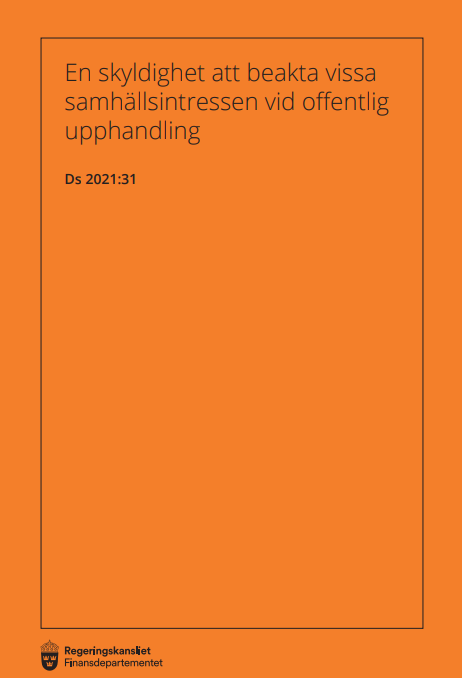 En skyldighet att beakta vissa
samhällsintressen vid offentlig
upphandling
Ds 2021:31
Regeringskansliet
Finansdepartementet